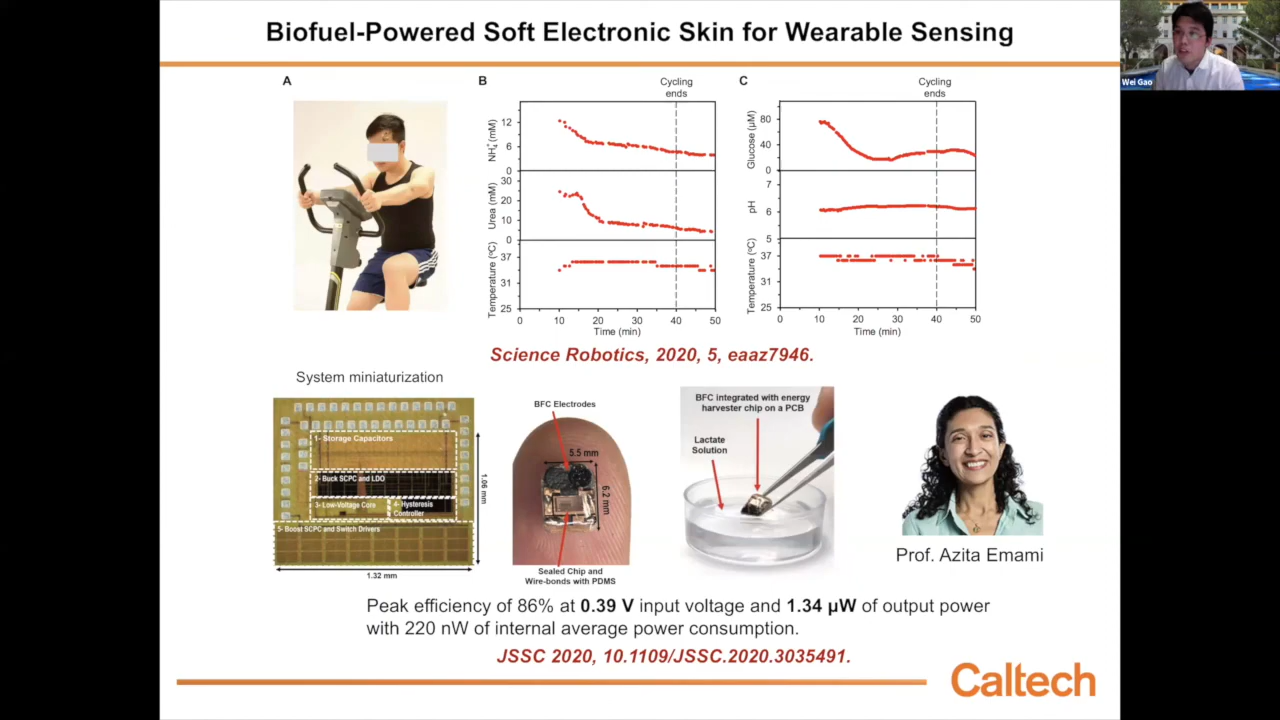 Biofuel-Powered Soft Electronic Skin for Wearable Sensing
Wei Gao
A
B
Cycling
ends
NH4+ (mM)
12
6
0
Urea (mM)
30
20
10
0
Temperature (°C)
37
31
25
0
10
20
30
40
50
Time (min)
C
Cycling
ends
Glucose (µM)
80
40
0
pH
7
6
5
Temperature (°C)
37
31
25
0
10
20
30
40
50
Time (min)
Science Robotics, 2020, 5, eaaz7946.
System miniaturization
1- Storage Capacitors
2- Buck SCPC and LDO
3- Low-Voltage Core
4- Hysteresis
Controller
5- Boost SCPC and Switch Drivers
1.06 mm
1.32 mm
BFC Electrodes
5.5 mm
6.2 mm
Sealed Chip and
Wire-bonds with PDMS
BFC integrated with energy
harvester chip on a PCB
Lactate
Solution
Prof. Azita Emami
Peak efficiency of 86% at 0.39 V input voltage and 1.34 µW of output power
with 220 nW of internal average power consumption.
JSSC 2020, 10.1109/JSSC.2020.3035491.
Caltech